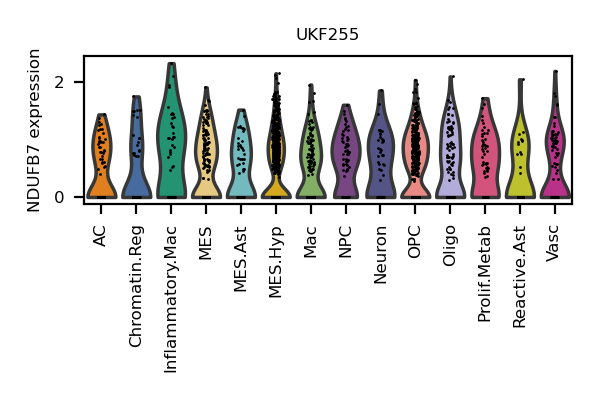 UKF255
NDUFB7 expression
2
0
AC
Chromatin.Reg
Inflammatory.Mac
MES
MES.Ast
MES.Hyp
Mac
NPC
Neuron
OPC
Oligo
Prolif.Metab
Reactive.Ast
Vasc